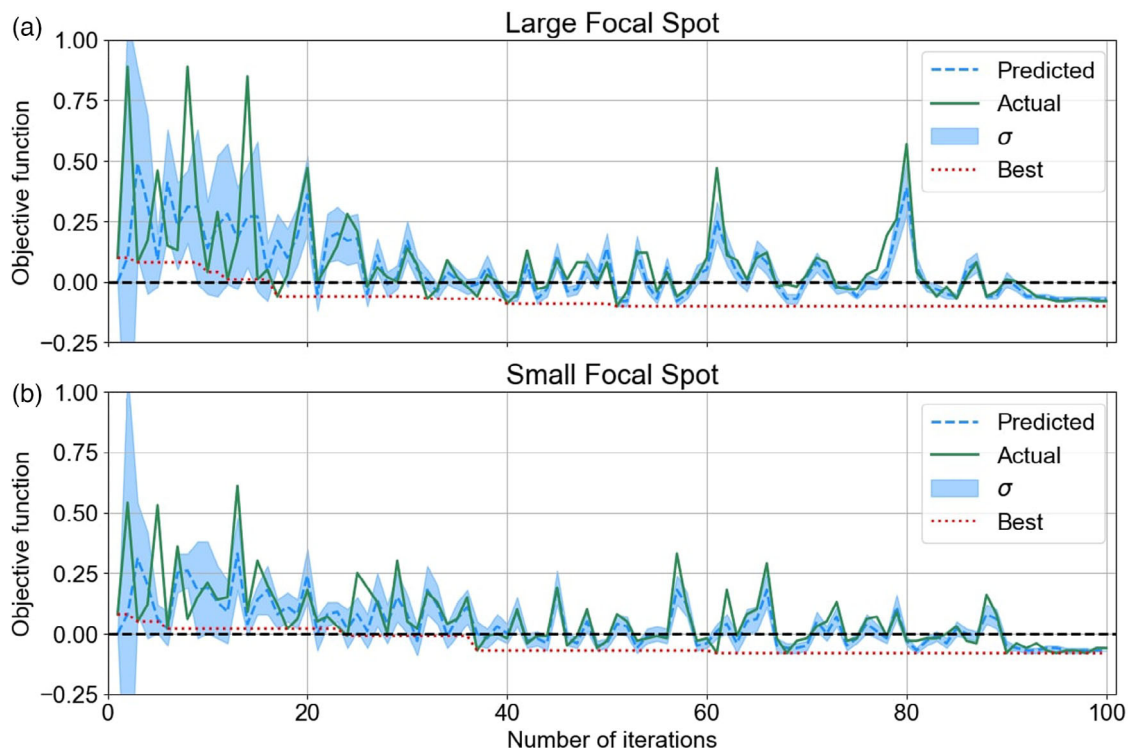 (a)
Large Focal Spot
Objective function
1.00
0.75
0.50
0.25
0.00
−0.25
Predicted
Actual
σ
Best
(b)
Small Focal Spot
Objective function
1.00
0.75
0.50
0.25
0.00
−0.25
Predicted
Actual
σ
Best
0 20 40 60 80 100
Number of iterations